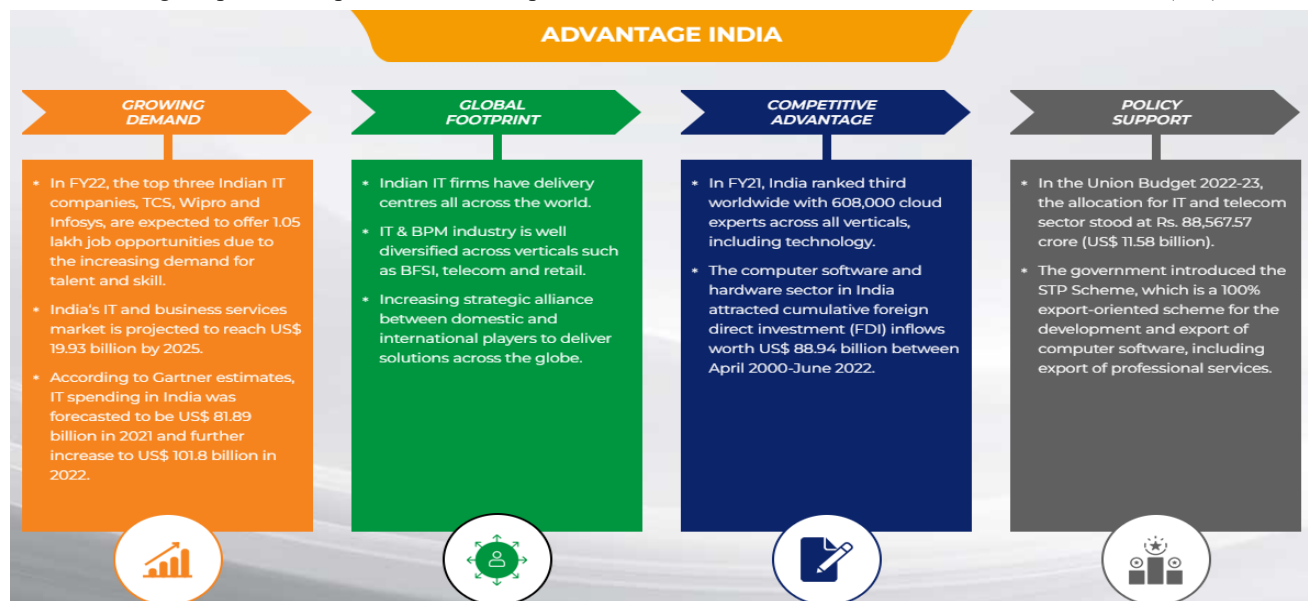 ADVANTAGE INDIA
GROWING
DEMAND
* In FY22, the top three Indian IT
companies, TCS, Wipro and
Infosys, are expected to offer 1.05
lakh job opportunities due to
the increasing demand for
talent and skill.
* India's IT and business services
market is projected to reach US$
19.93 billion by 2025.
* According to Gartner estimates,
IT spending in India was
forecasted to be US$ 81.89
billion in 2021 and further
increase to US$ 101.8 billion in
2022.
GLOBAL
FOOTPRINT
* Indian IT firms have delivery
centres all across the world.
* IT & BPM industry is well
diversified across verticals such
as BFSI, telecom and retail.
* Increasing strategic alliance
between domestic and
international players to deliver
solutions across the globe.
COMPETITIVE
ADVANTAGE
* In FY21, India ranked third
worldwide with 608,000 cloud
experts across all verticals,
including technology.
* The computer software and
hardware sector in India
attracted cumulative foreign
direct investment (FDI) inflows
worth US$ 88.94 billion between
April 2000-June 2022.
POLICY
SUPPORT
* In the Union Budget 2022-23,
the allocation for IT and telecom
sector stood at Rs. 88,567.57
crore (US$ 11.58 billion).
* The government introduced the
STP Scheme, which is a 100%
export-oriented scheme for the
development and export of
computer software, including
export of professional services.